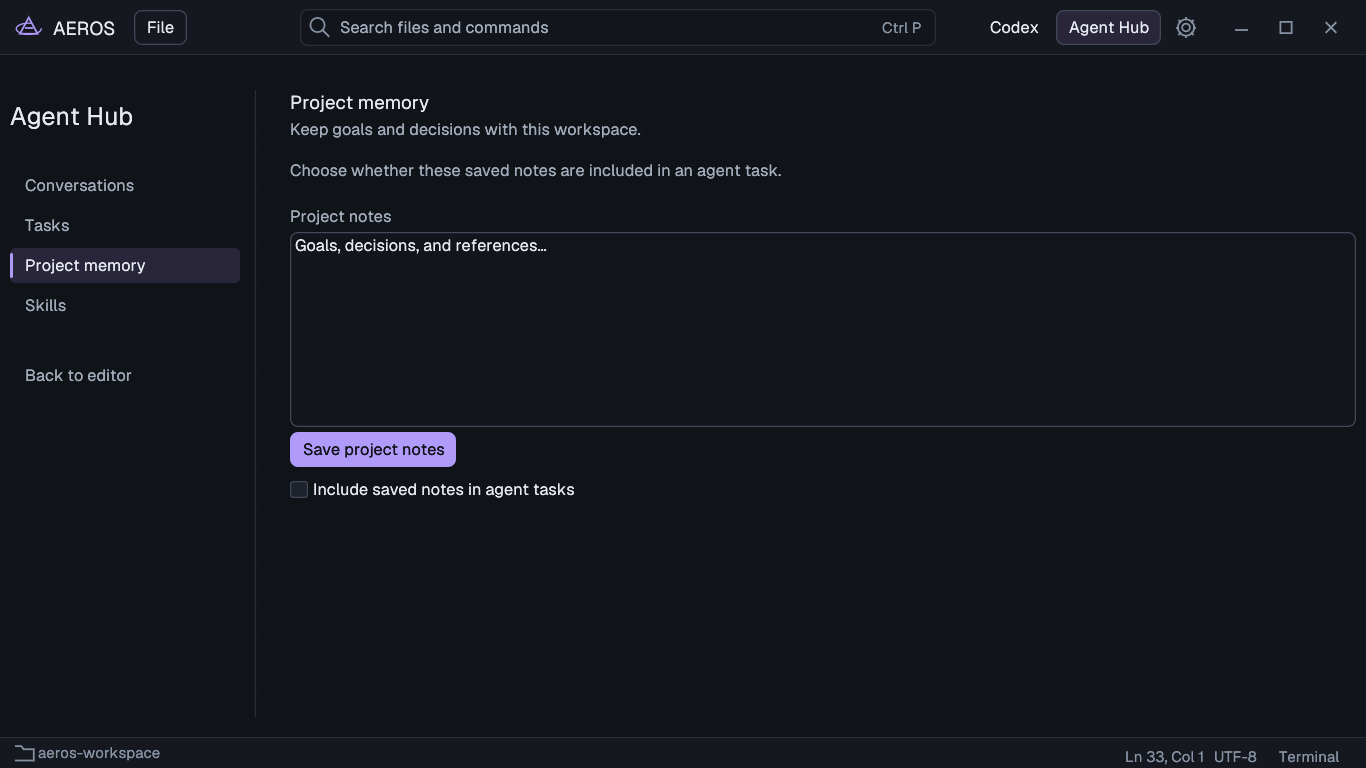 AEROS File Search files and commands Ctrl P Codex Agent Hub
Agent Hub
Conversations
Tasks
Project memory
Skills
Back to editor
Project memory
Keep goals and decisions with this workspace.
Choose whether these saved notes are included in an agent task.
Project notes
Goals, decisions, and references...
Save project notes
Include saved notes in agent tasks
aeros-workspace Ln 33, Col 1 UTF-8 Terminal